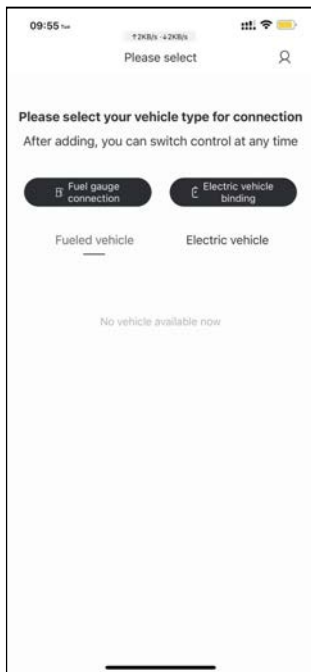 09:55
↑2KB/s ↓2KB/s
Please select
Please select your vehicle type for connection
After adding, you can switch control at any time
Fuel gauge
connection
Electric vehicle
binding
Fueled vehicle
Electric vehicle
No vehicle available now